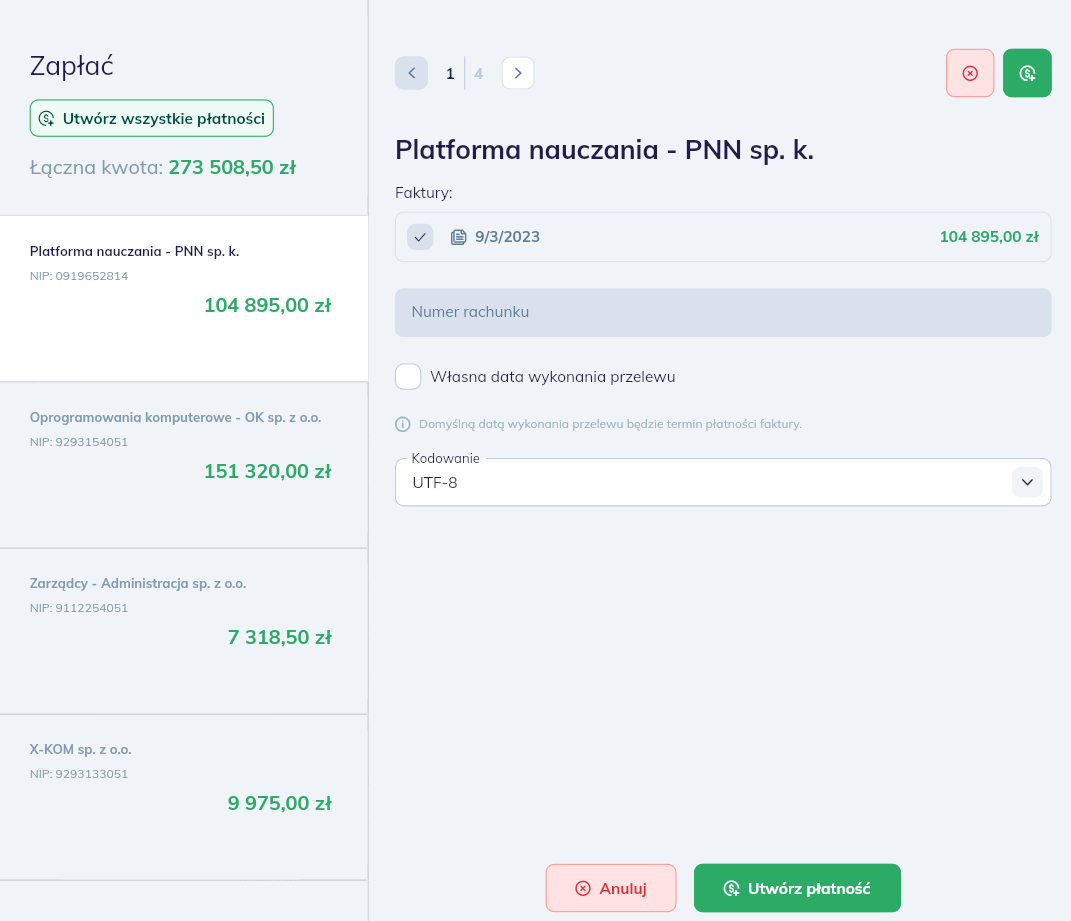 Zapłać
Utwórz wszystkie płatności
Łączna kwota: 273 508,50 zł
Platforma nauczania - PNN sp. k.
NIP: 0919652814
104 895,00 zł
Oprogramowania komputerowe - OK sp. z o.o.
NIP: 9293154051
151 320,00 zł
Zarządcy - Administracja sp. z o.o.
NIP: 9112254051
7 318,50 zł
X-KOM sp. z o.o.
NIP: 9293133051
9 975,00 zł
1 4
Platforma nauczania - PNN sp. k.
Faktury:
9/3/2023 104 895,00 zł
Numer rachunku
Własna data wykonania przelewu
Domyślną datą wykonania przelewu będzie termin płatności faktury.
Kodowanie
UTF-8
Anuluj
Utwórz płatność